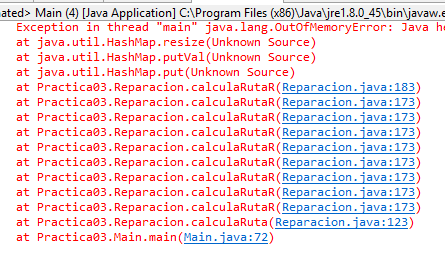 nated> Main (4) [Java Application] C:\Program Files (x86)\Java\jre1.8.0_45\bin\javaw.e
Exception in thread "main" java.lang.OutOfMemoryError: Java he
at java.util.HashMap.resize(Unknown Source)
at java.util.HashMap.putVal(Unknown Source)
at java.util.HashMap.put(Unknown Source)
at Practica03.Reparacion.calculaRutaR(Reparacion.java:183)
at Practica03.Reparacion.calculaRutaR(Reparacion.java:173)
at Practica03.Reparacion.calculaRutaR(Reparacion.java:173)
at Practica03.Reparacion.calculaRutaR(Reparacion.java:173)
at Practica03.Reparacion.calculaRutaR(Reparacion.java:173)
at Practica03.Reparacion.calculaRutaR(Reparacion.java:173)
at Practica03.Reparacion.calculaRutaR(Reparacion.java:173)
at Practica03.Reparacion.calculaRutaR(Reparacion.java:173)
at Practica03.Reparacion.calculaRutaR(Reparacion.java:173)
at Practica03.Reparacion.calculaRuta(Reparacion.java:123)
at Practica03.Main.main(Main.java:72)